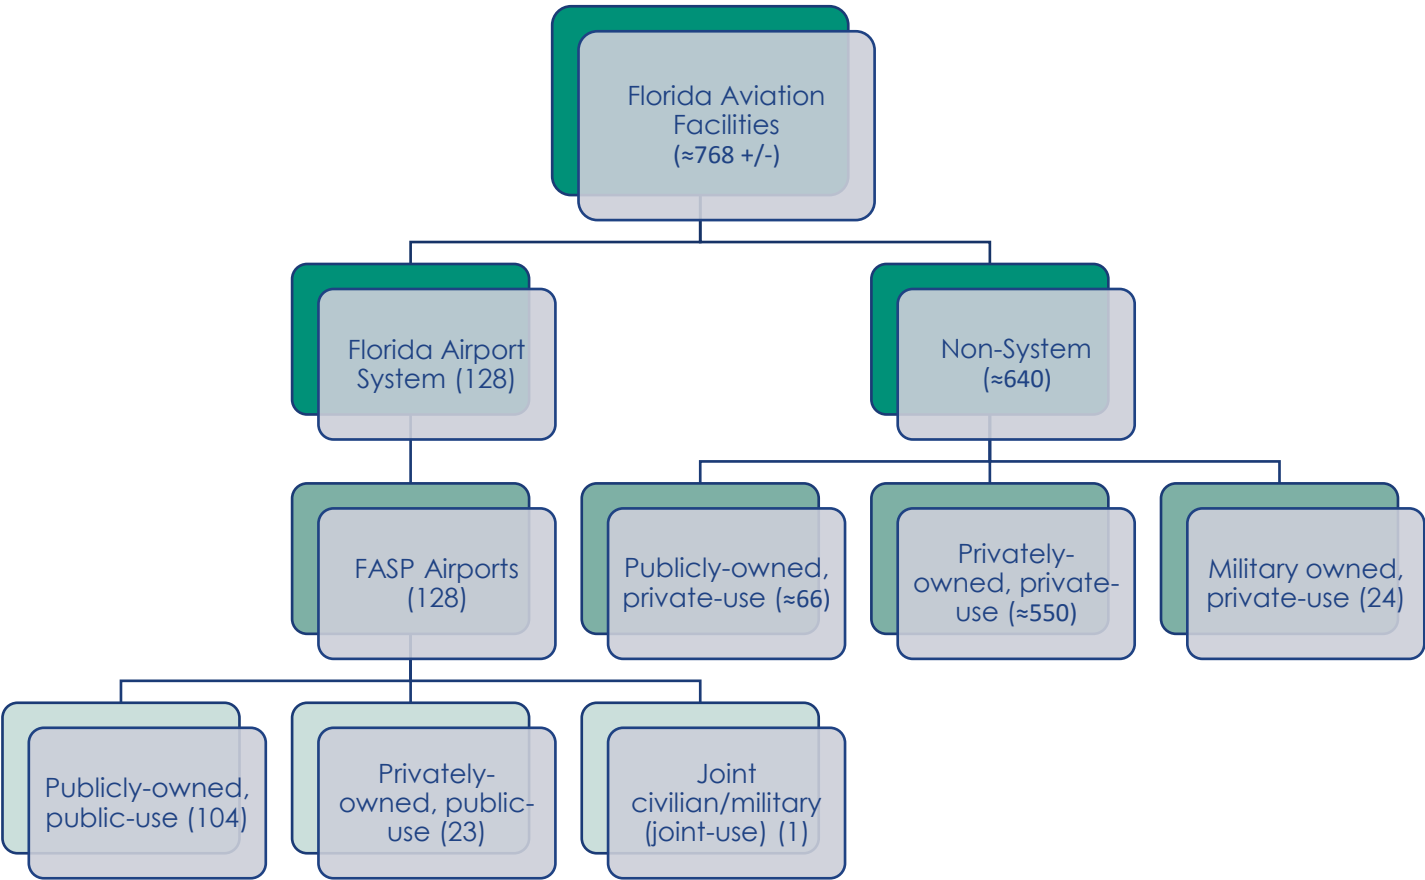 Florida Aviation
Facilities
(≈768 +/-)
Florida Airport
System (128)
Non-System
(≈640)
FASP Airports
(128)
Publicly-owned,
private-use (≈66)
Privately-
owned, private-
use (≈550)
Military owned,
private-use (24)
Publicly-owned,
public-use (104)
Privately-
owned, public-
use (23)
Joint
civilian/military
(joint-use) (1)